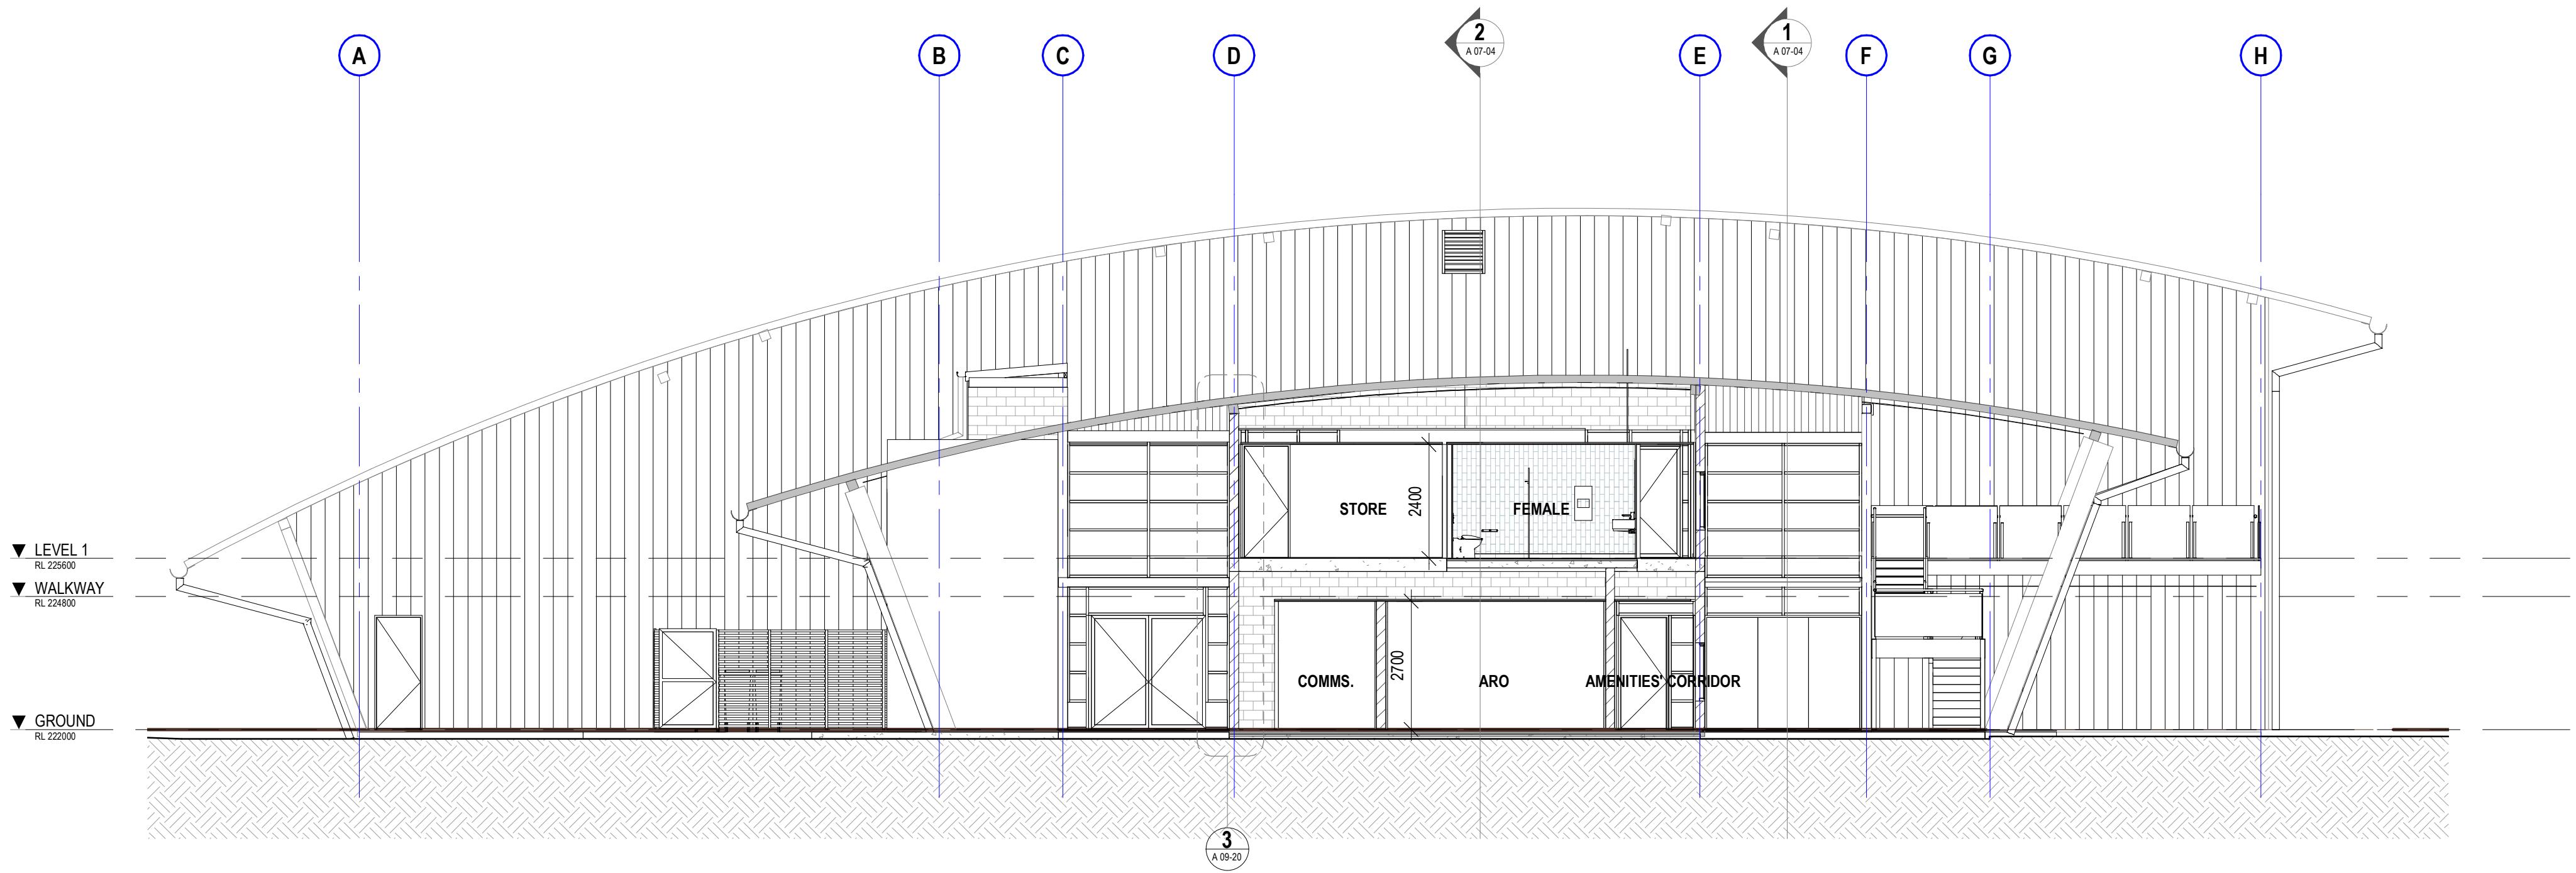 2
A 07-04
1
A 07-04
A
B
C
D
E
F
G
H
STORE
2400
FEMALE
LEVEL 1
RL 225600
WALKWAY
RL 224800
COMMS.
2700
ARO
AMENITIES' CORRIDOR
GROUND
RL 222000
3
A 09-20